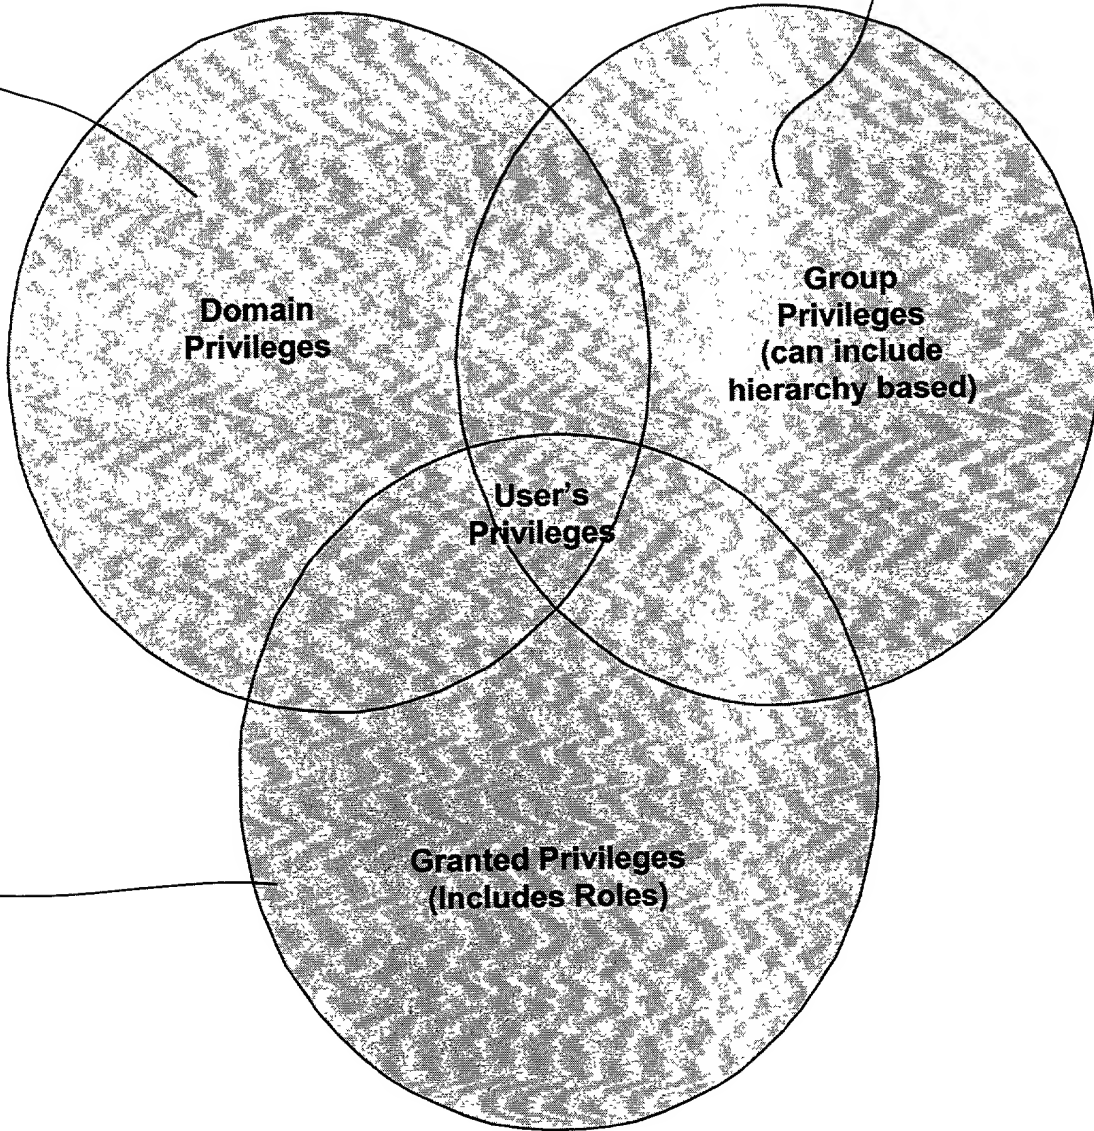 Domain
Privileges
Group
Privileges
(can include
hierarchy based)
User's
Privileges
Granted Privileges
(Includes Roles)